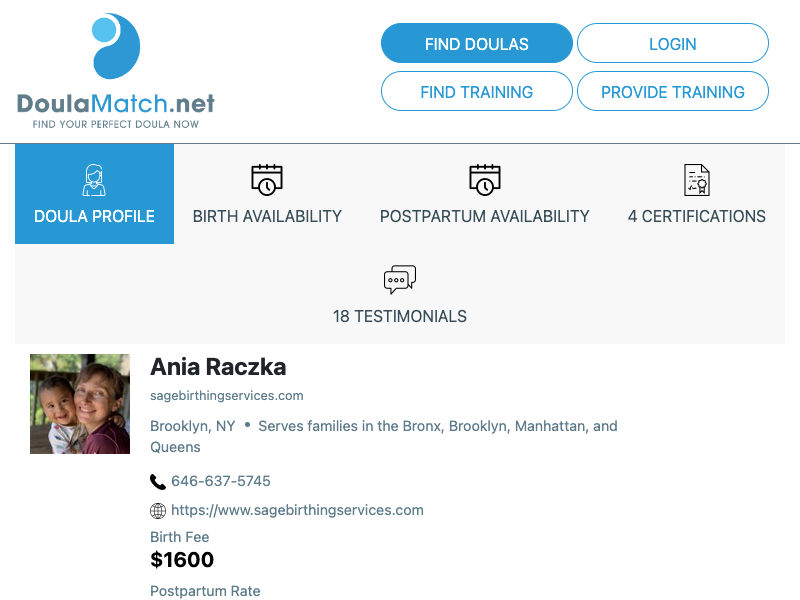 FIND DOULAS
LOGIN
DoulaMatch.net
FIND TRAINING
PROVIDE TRAINING
FIND YOUR PERFECT DOULA NOW
DOULA PROFILE
BIRTH AVAILABILITY
POSTPARTUM AVAILABILITY
4 CERTIFICATIONS
18 TESTIMONIALS
Ania Raczka
sagebirthingservices.com
Brooklyn, NY • Serves families in the Bronx, Brooklyn, Manhattan, and
Queens
646-637-5745
https://www.sagebirthingservices.com
Birth Fee
$1600
Postpartum Rate